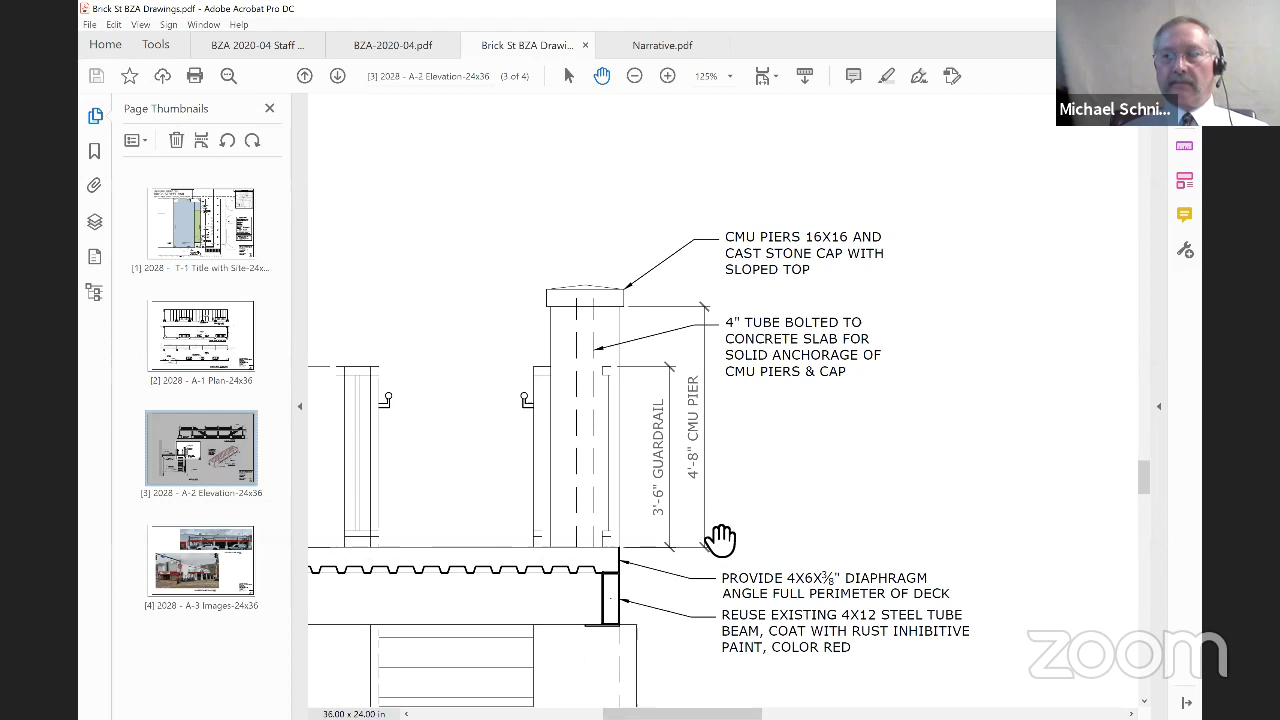 Brick St BZA Drawings.pdf - Adobe Acrobat Pro DC
File Edit View Sign Window Help
Home Tools BZA 2020-04 Staff ... BZA-2020-04.pdf Brick St BZA Drawi... × Narrative.pdf
[3] 2028 - A-2 Elevation-24x36 (3 of 4) 125%
Page Thumbnails
[1] 2028 - T-1 Title with Site-24x...
[2] 2028 - A-1 Plan-24x36
[3] 2028 - A-2 Elevation-24x36
[4] 2028 - A-3 Images-24x36
CMU PIERS 16X16 AND
CAST STONE CAP WITH
SLOPED TOP
4" TUBE BOLTED TO
CONCRETE SLAB FOR
SOLID ANCHORAGE OF
CMU PIERS & CAP
3'-6" GUARDRAIL
4'-8" CMU PIER
PROVIDE 4X6X⅜" DIAPHRAGM
ANGLE FULL PERIMETER OF DECK
REUSE EXISTING 4X12 STEEL TUBE
BEAM, COAT WITH RUST INHIBITIVE
PAINT, COLOR RED
36.00 x 24.00 in
Michael Schni...
zoom